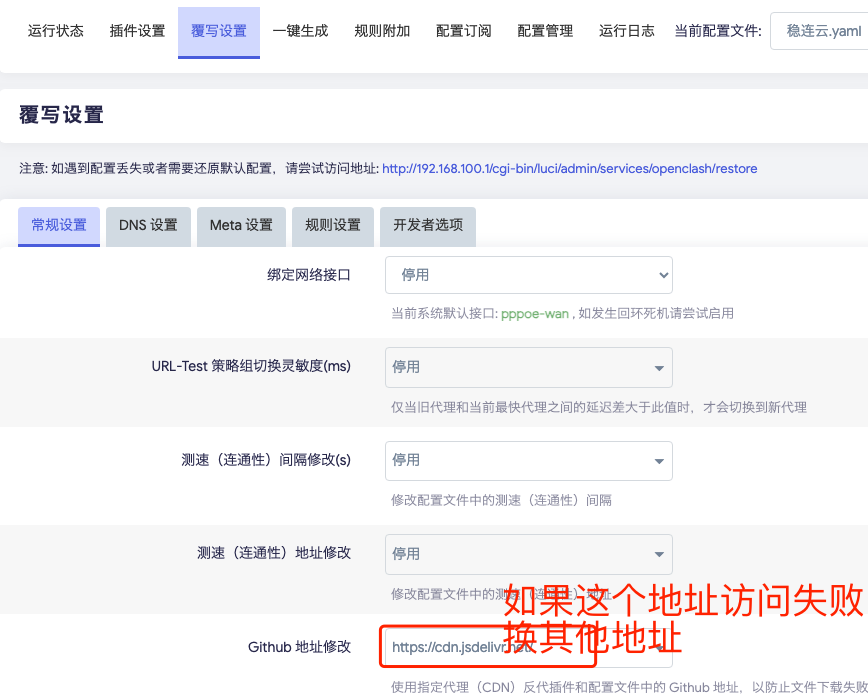 运行状态 插件设置 覆写设置 一键生成 规则附加 配置订阅 配置管理 运行日志 当前配置文件: 稳连云.yaml
覆写设置
注意: 如遇到配置丢失或者需要还原默认配置，请尝试访问地址: http://192.168.100.1/cgi-bin/luci/admin/services/openclash/restore
常规设置 DNS 设置 Meta 设置 规则设置 开发者选项
绑定网络接口 停用
当前系统默认接口: pppoe-wan , 如发生回环死机请尝试启用
URL-Test 策略组切换灵敏度(ms) 停用
仅当旧代理和当前最快代理之间的延迟差大于此值时，才会切换到新代理
测速（连通性）间隔修改(s) 停用
修改配置文件中的测速（连通性）间隔
测速（连通性）地址修改 停用
修改配置文件中的测速（连通性）地址
如果这个地址访问失败
换其他地址
Github 地址修改 https://cdn.jsdelivr.net/
使用指定代理（CDN）反代插件和配置文件中的 Github 地址，以防止文件下载失败